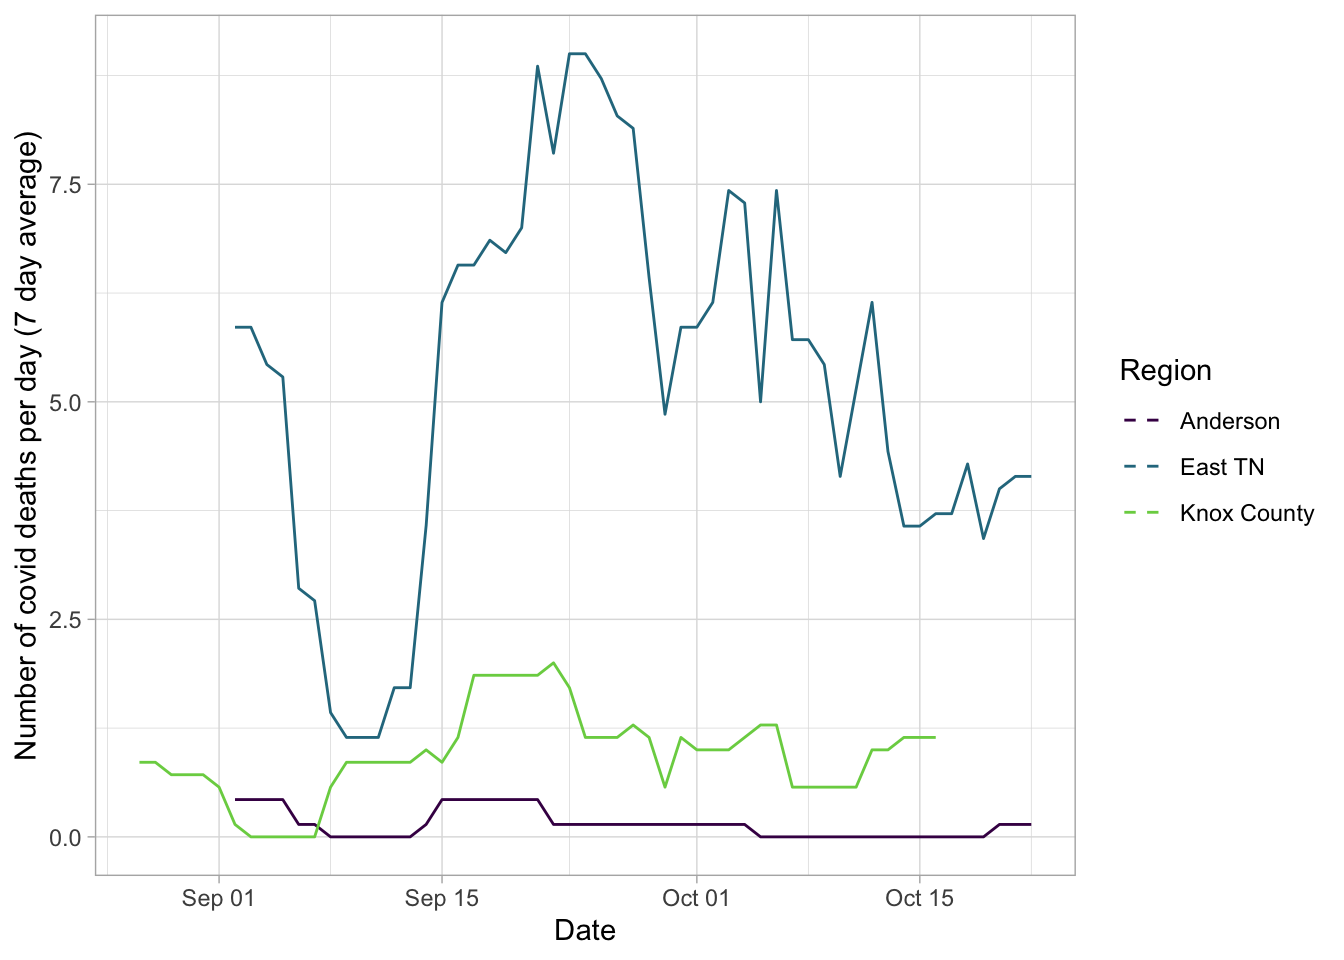 Number of covid deaths per day (7 day average)
7.5
5.0
2.5
0.0
Sep 01
Sep 15
Oct 01
Oct 15
Date
Region
Anderson
East TN
Knox County